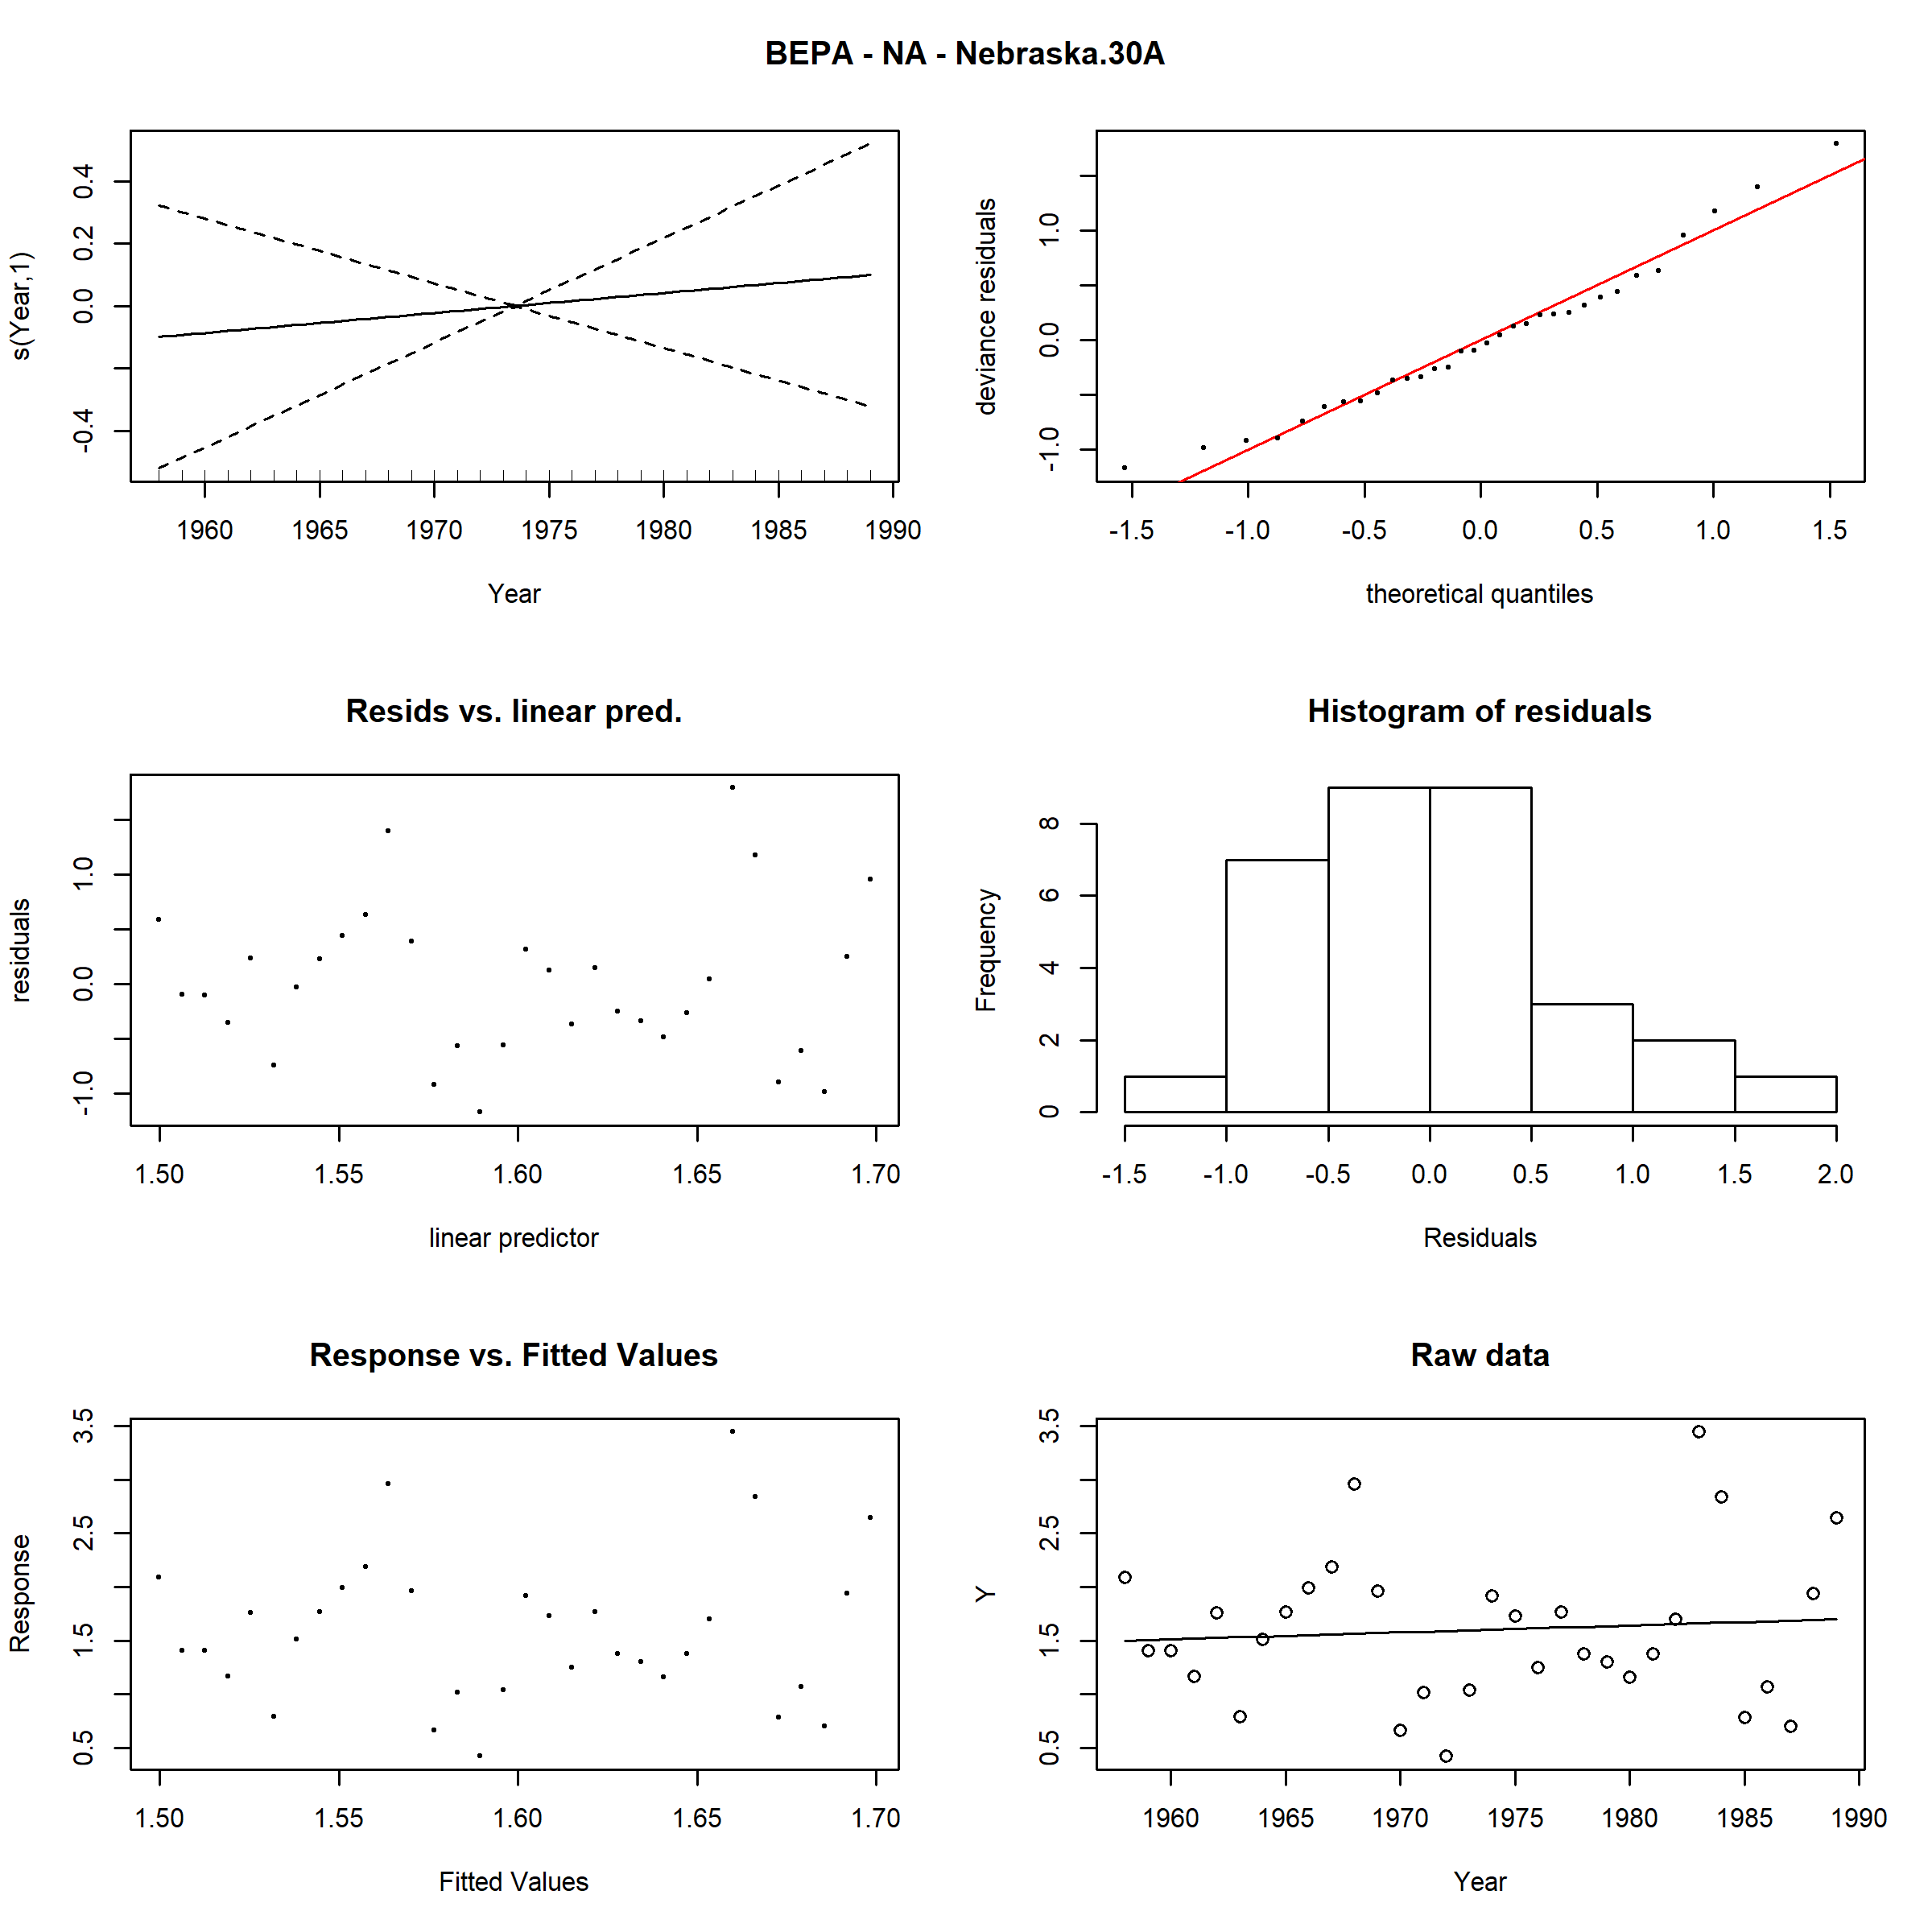 BEPA - NA - Nebraska.30A
s(Year,1)
-0.4 0.0 0.2 0.4
1960 1965 1970 1975 1980 1985 1990
Year
deviance residuals
-1.0 0.0 1.0
-1.5 -1.0 -0.5 0.0 0.5 1.0 1.5
theoretical quantiles
Resids vs. linear pred.
residuals
-1.0 0.0 1.0
1.50 1.55 1.60 1.65 1.70
linear predictor
Histogram of residuals
Frequency
0 2 4 6 8
-1.5 -1.0 -0.5 0.0 0.5 1.0 1.5 2.0
Residuals
Response vs. Fitted Values
Response
0.5 1.5 2.5 3.5
1.50 1.55 1.60 1.65 1.70
Fitted Values
Raw data
Y
0.5 1.5 2.5 3.5
1960 1965 1970 1975 1980 1985 1990
Year